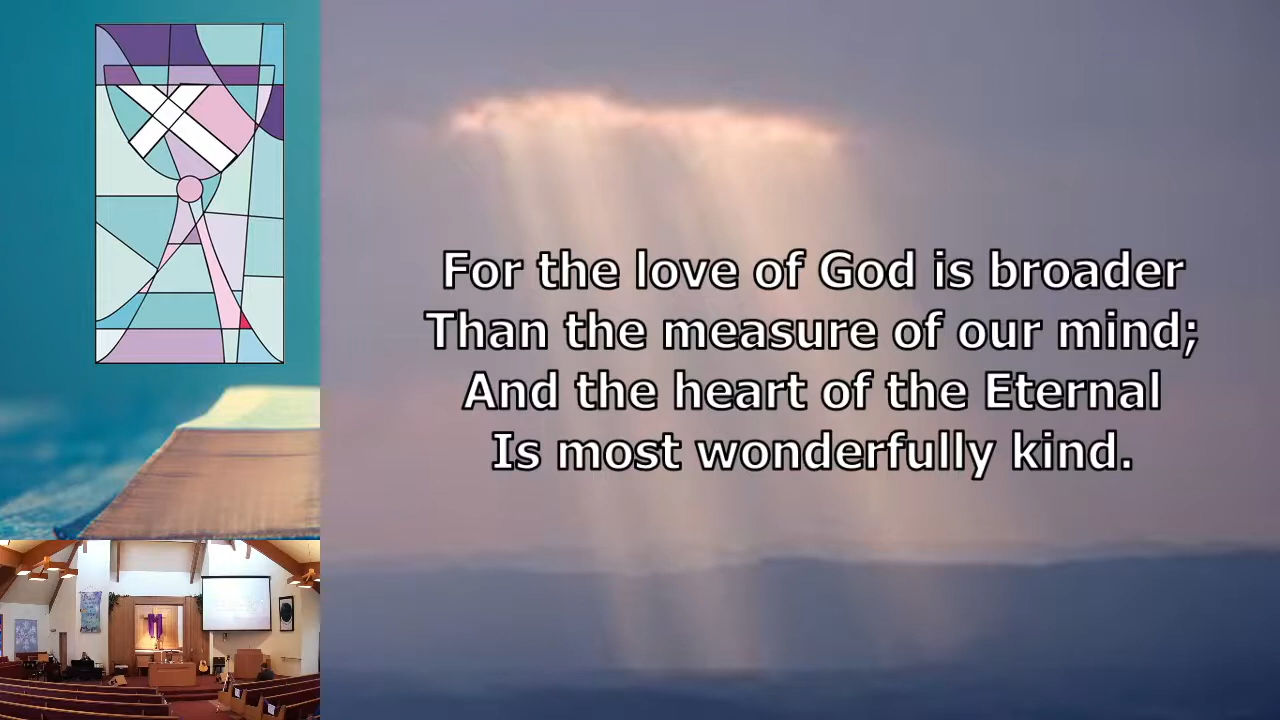 For the love of God is broader
Than the measure of our mind;
And the heart of the Eternal
Is most wonderfully kind.